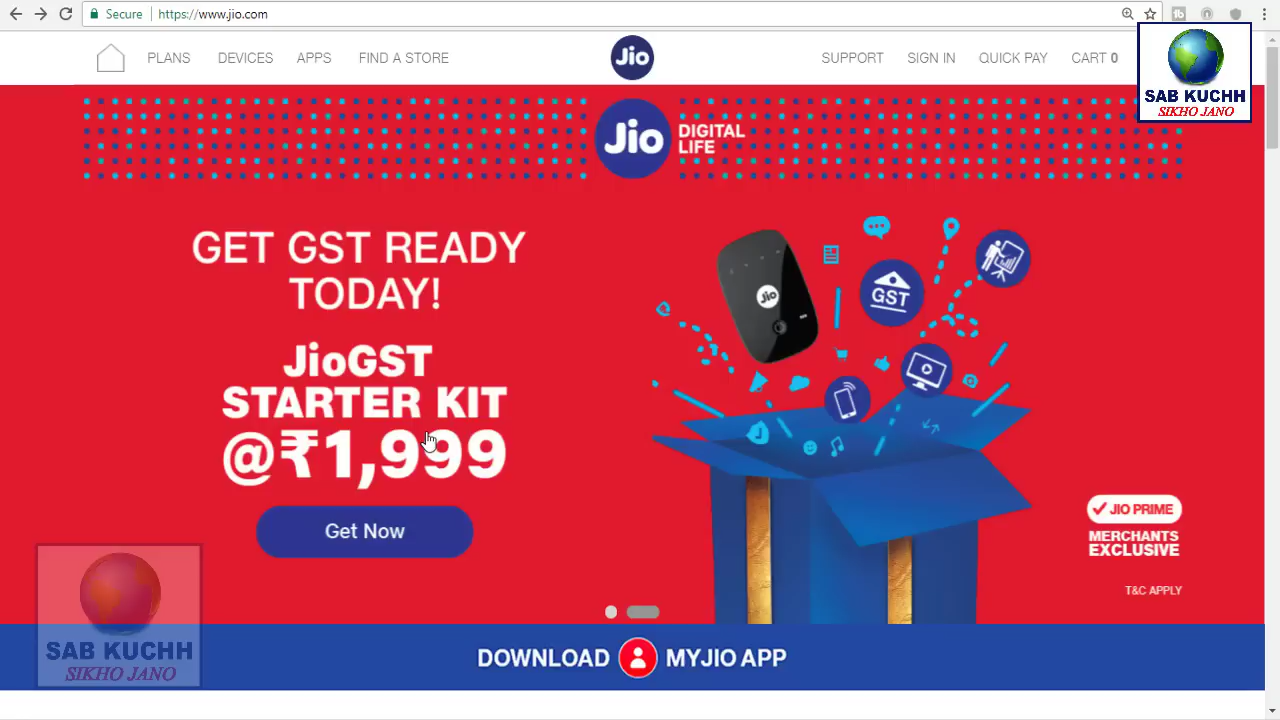 Secure
https://www.jio.com
PLANS
DEVICES
APPS
FIND A STORE
Jio
SUPPORT
SIGN IN
QUICK PAY
CART 0
SAB KUCHH
SIKHO JANO
Jio
DIGITAL
LIFE
GET GST READY
TODAY!
JioGST
STARTER KIT
@₹1,999
Get Now
Jio
GST
JIO PRIME
MERCHANTS
EXCLUSIVE
T&C APPLY
SAB KUCHH
SIKHO JANO
DOWNLOAD MYJIO APP